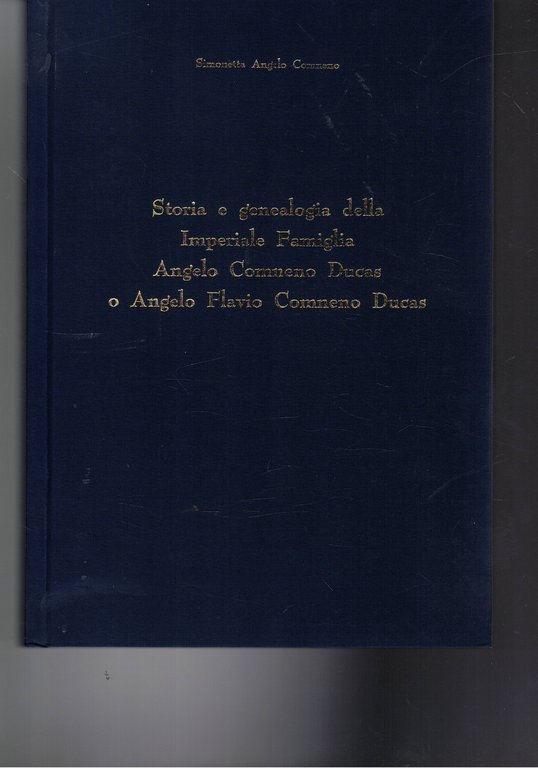 Simonetta Angelo Comneno
Storia e genealogia della
Imperiale Famiglia
Angelo Comneno Ducas
o Angelo Flavio Comneno Ducas